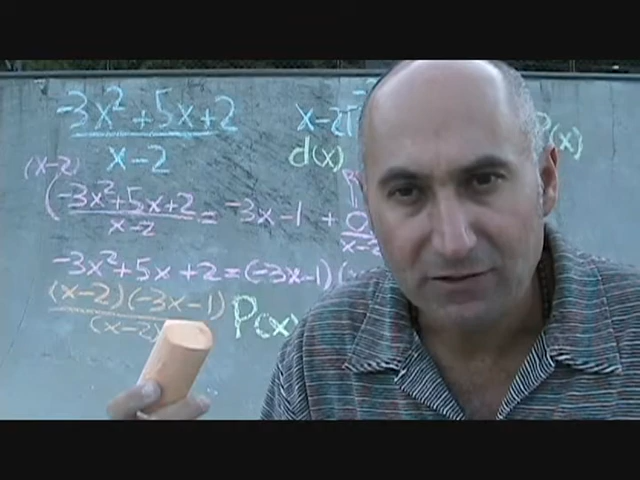 -3x²+5x+2 x-2
x-2 d(x) P(x)
(x-2)
(-3x²+5x+2 = -3x-1 + 0
x-2 x-2
-3x²+5x+2=(-3x-1)(
(x-2)(-3x-1) P(x)
(x-2)